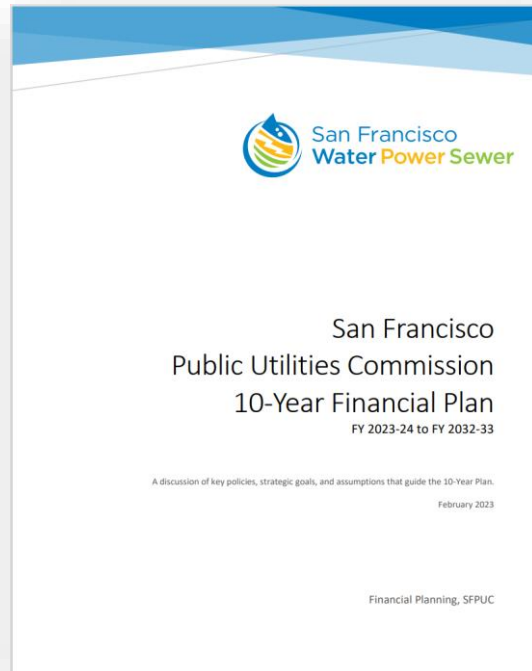 San Francisco
Water Power Sewer
San Francisco
Public Utilities Commission
10-Year Financial Plan
FY 2023-24 to FY 2032-33
A discussion of key policies, strategic goals, and assumptions that guide the 10-Year Plan.
February 2023
Financial Planning, SFPUC